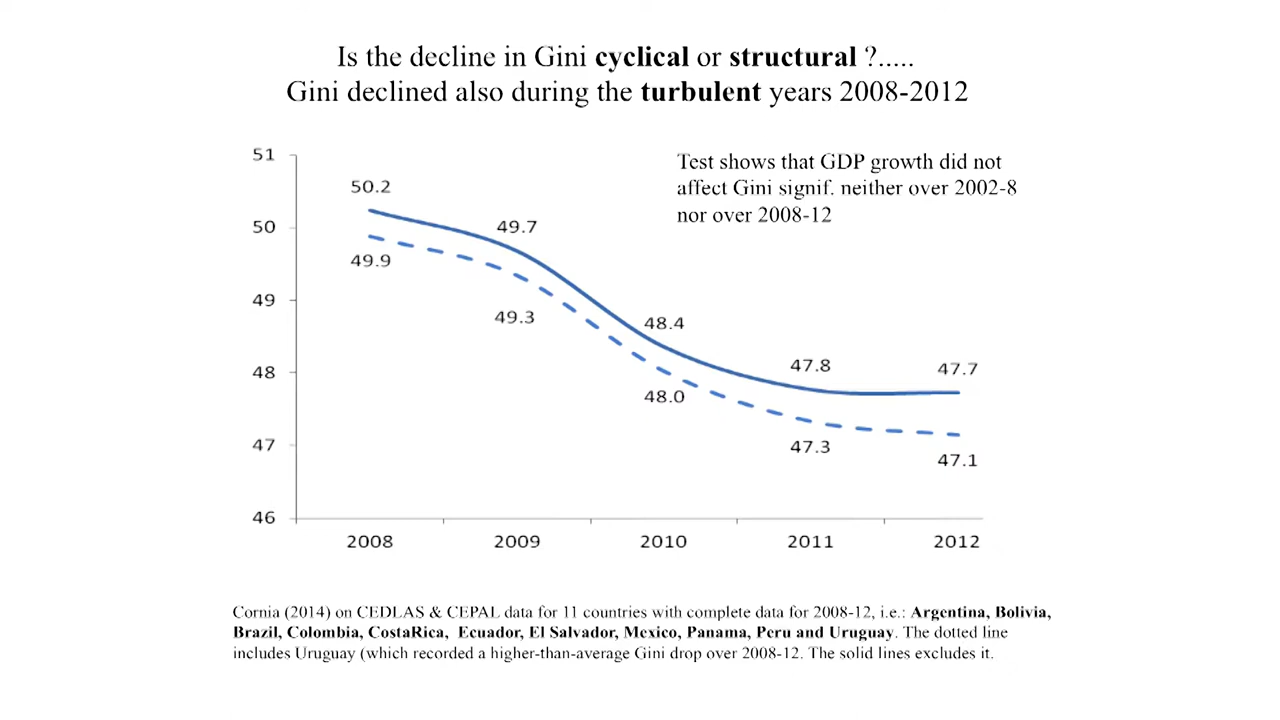 Is the decline in Gini cyclical or structural ?.....
Gini declined also during the turbulent years 2008-2012
Test shows that GDP growth did not
affect Gini signif. neither over 2002-8
nor over 2008-12
51
50
49
48
47
46
50.2
49.7
48.4
47.8
47.7
49.9
49.3
48.0
47.3
47.1
2008
2009
2010
2011
2012
Cornia (2014) on CEDLAS & CEPAL data for 11 countries with complete data for 2008-12, i.e.: Argentina, Bolivia,
Brazil, Colombia, CostaRica, Ecuador, El Salvador, Mexico, Panama, Peru and Uruguay. The dotted line
includes Uruguay (which recorded a higher-than-average Gini drop over 2008-12. The solid lines excludes it.